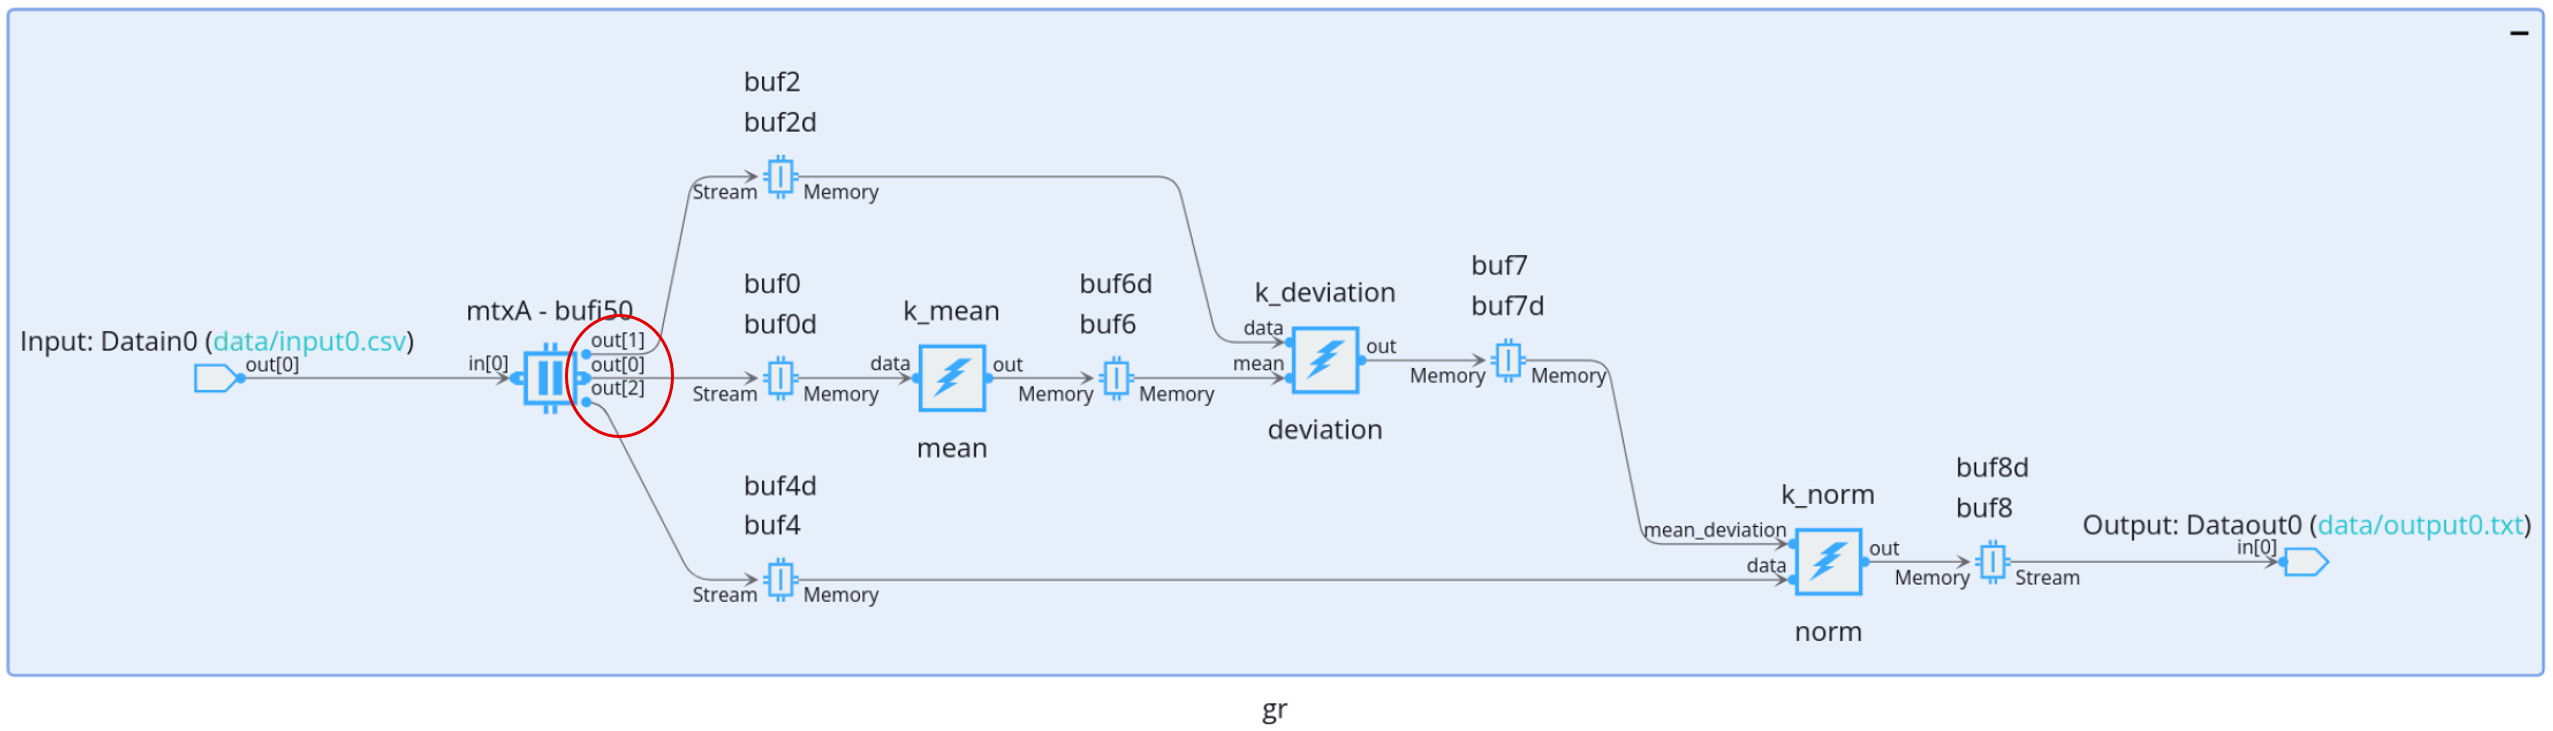 buf2
buf2d
Stream
Memory
Input: Datain0 (data/input0.csv)
out[0]
mtxA - bufi50
in[0]
out[1]
out[0]
out[2]
buf0
buf0d
Stream
Memory
k_mean
data
out
mean
buf6d
buf6
Memory
Memory
k_deviation
data
mean
out
deviation
buf7
buf7d
Memory
Memory
buf4d
buf4
Stream
Memory
k_norm
mean_deviation
data
out
norm
buf8d
buf8
Memory
Stream
Output: Dataout0 (data/output0.txt)
in[0]
gr